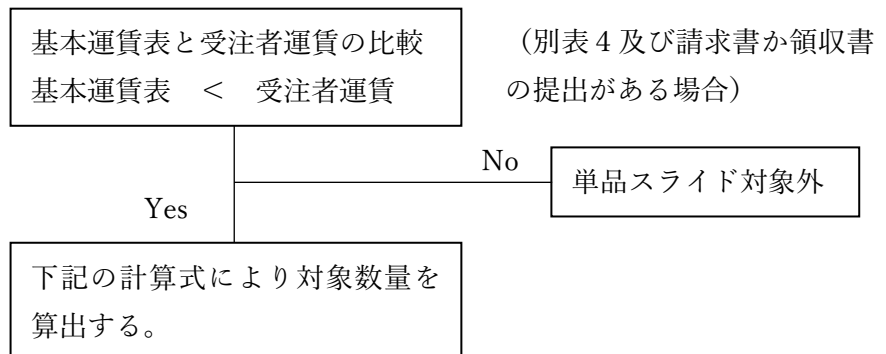 基本運賃表と受注者運賃の比較
基本運賃表　＜　受注者運賃
（別表４及び請求書か領収書
の提出がある場合）
No
単品スライド対象外
Yes
下記の計算式により対象数量を
算出する。